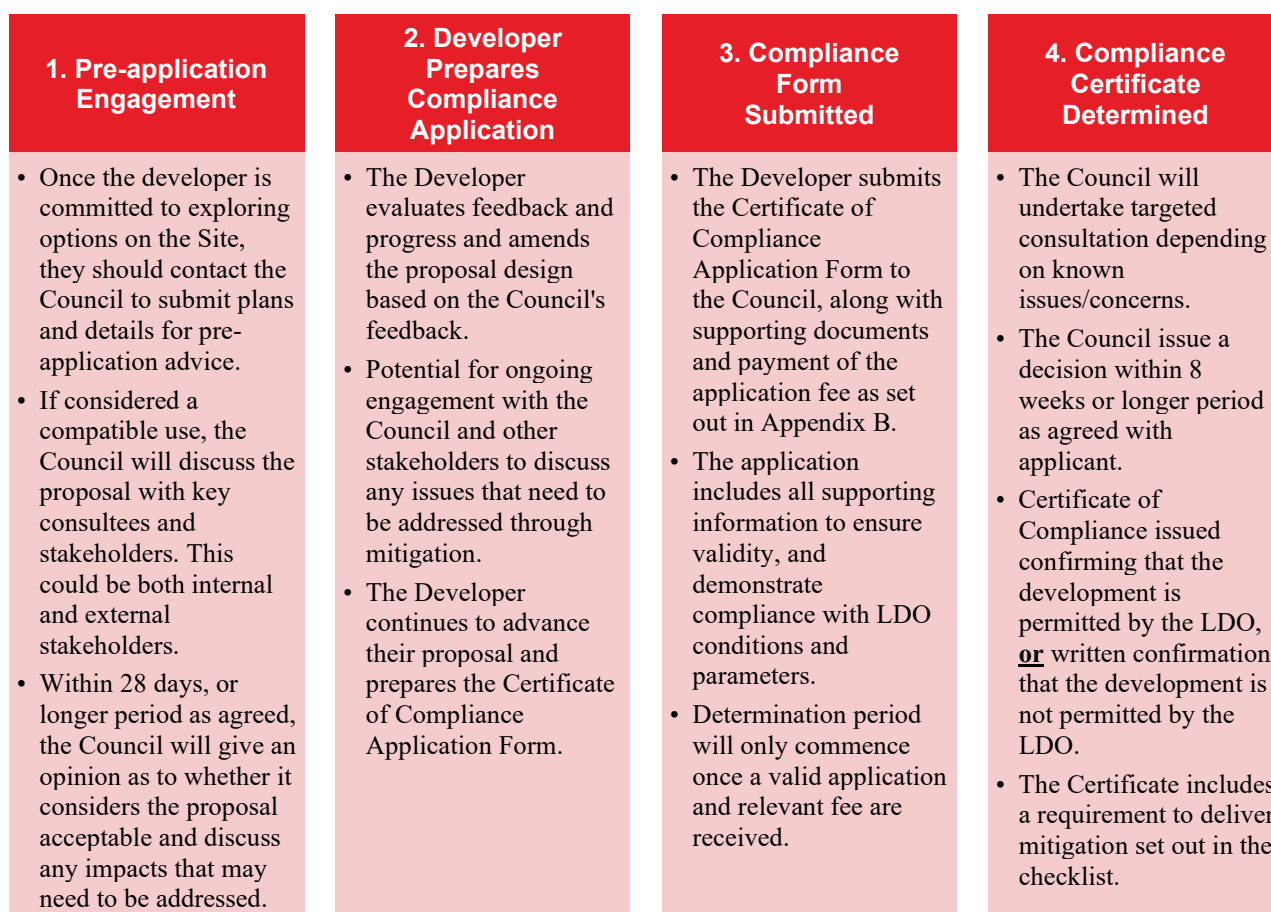 1. Pre-application
Engagement
• Once the developer is
committed to exploring
options on the Site,
they should contact the
Council to submit plans
and details for pre-
application advice.
• If considered a
compatible use, the
Council will discuss the
proposal with key
consultees and
stakeholders. This
could be both internal
and external
stakeholders.
• Within 28 days, or
longer period as agreed,
the Council will give an
opinion as to whether it
considers the proposal
acceptable and discuss
any impacts that may
need to be addressed.
2. Developer
Prepares
Compliance
Application
• The Developer
evaluates feedback and
progress and amends
the proposal design
based on the Council's
feedback.
• Potential for ongoing
engagement with the
Council and other
stakeholders to discuss
any issues that need to
be addressed through
mitigation.
• The Developer
continues to advance
their proposal and
prepares the Certificate
of Compliance
Application Form.
3. Compliance
Form
Submitted
• The Developer submits
the Certificate of
Compliance
Application Form to
the Council, along with
supporting documents
and payment of the
application fee as set
out in Appendix B.
• The application
includes all supporting
information to ensure
validity, and
demonstrate
compliance with LDO
conditions and
parameters.
• Determination period
will only commence
once a valid application
and relevant fee are
received.
4. Compliance
Certificate
Determined
• The Council will
undertake targeted
consultation depending
on known
issues/concerns.
• The Council issue a
decision within 8
weeks or longer period
as agreed with
applicant.
• Certificate of
Compliance issued
confirming that the
development is
permitted by the LDO,
or written confirmation
that the development is
not permitted by the
LDO.
• The Certificate includes
a requirement to deliver
mitigation set out in the
checklist.